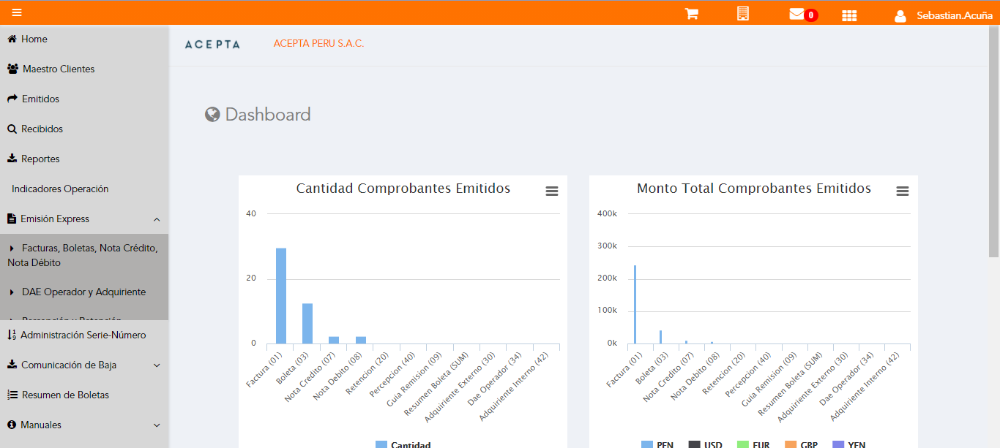 0
Sebastian.Acuña
Home
Maestro Clientes
Emitidos
Recibidos
Reportes
Indicadores Operación
Emisión Express
Facturas, Boletas, Nota Crédito,
Nota Débito
DAE Operador y Adquiriente
Percepción y Retención
Administración Serie-Número
Comunicación de Baja
Resumen de Boletas
Manuales
ACEPTA
ACEPTA PERU S.A.C.
Dashboard
Cantidad Comprobantes Emitidos
40
20
0
Factura (01)
Boleta (03)
Nota Credito (07)
Nota Debito (08)
Retencion (20)
Percepcion (40)
Guia Remision (09)
Resumen Boleta (SUM)
Adquiriente Externo (30)
Dae Operador (34)
Adquiriente Interno (42)
Cantidad
Monto Total Comprobantes Emitidos
400k
300k
200k
100k
0k
Factura (01)
Boleta (03)
Nota Credito (07)
Nota Debito (08)
Retencion (20)
Percepcion (40)
Guia Remision (09)
Resumen Boleta (SUM)
Adquiriente Externo (30)
Dae Operador (34)
Adquiriente Interno (42)
PEN USD EUR GBP YEN